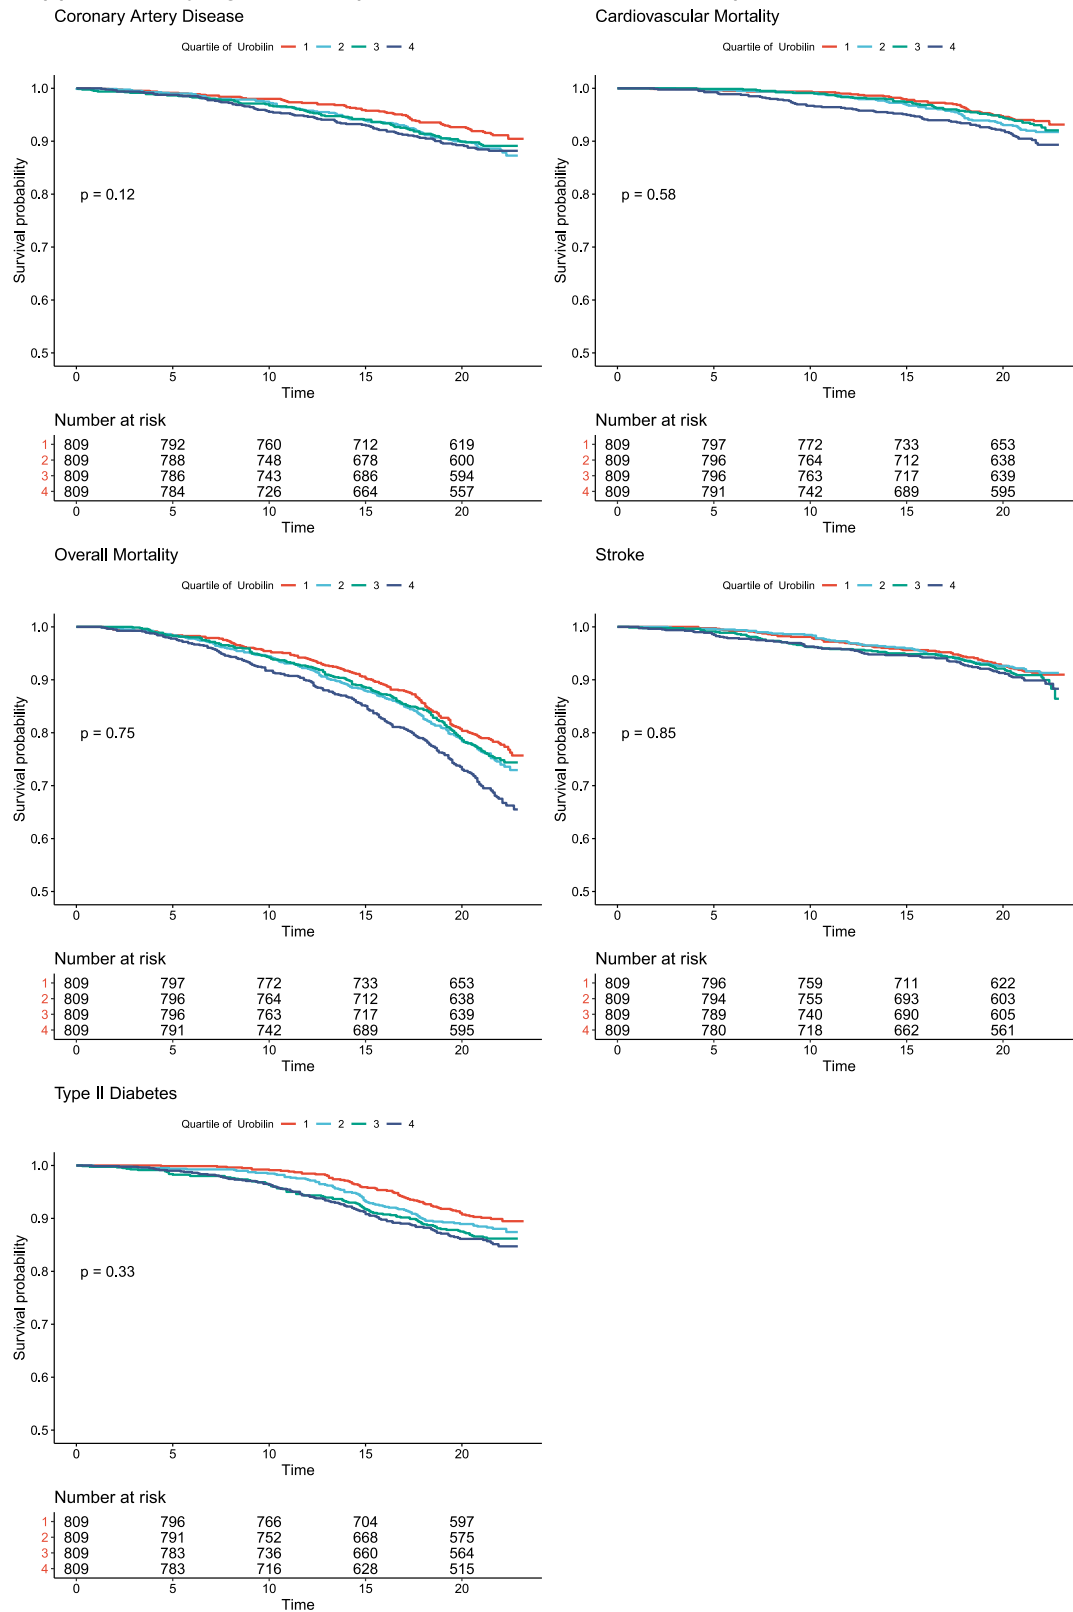 Coronary Artery Disease
Quartile of Urobilin 1 2 3 4
1.0
0.9
0.8
0.7
0.6
0.5
Survival probability
p = 0.12
0 5 10 15 20
Time
Number at risk
1 809 792 760 712 619
2 809 788 748 678 600
3 809 786 743 686 594
4 809 784 726 664 557
0 5 10 15 20
Time
Cardiovascular Mortality
Quartile of Urobilin 1 2 3 4
1.0
0.9
0.8
0.7
0.6
0.5
Survival probability
p = 0.58
0 5 10 15 20
Time
Number at risk
1 809 797 772 733 653
2 809 796 764 712 638
3 809 796 763 717 639
4 809 791 742 689 595
0 5 10 15 20
Time
Overall Mortality
Quartile of Urobilin 1 2 3 4
1.0
0.9
0.8
0.7
0.6
0.5
Survival probability
p = 0.75
0 5 10 15 20
Time
Number at risk
1 809 797 772 733 653
2 809 796 764 712 638
3 809 796 763 717 639
4 809 791 742 689 595
0 5 10 15 20
Time
Stroke
Quartile of Urobilin 1 2 3 4
1.0
0.9
0.8
0.7
0.6
0.5
Survival probability
p = 0.85
0 5 10 15 20
Time
Number at risk
1 809 796 759 711 622
2 809 794 755 693 603
3 809 789 740 690 605
4 809 780 718 662 561
0 5 10 15 20
Time
Type II Diabetes
Quartile of Urobilin 1 2 3 4
1.0
0.9
0.8
0.7
0.6
0.5
Survival probability
p = 0.33
0 5 10 15 20
Time
Number at risk
1 809 796 766 704 597
2 809 791 752 668 575
3 809 783 736 660 564
4 809 783 716 628 515
0 5 10 15 20
Time